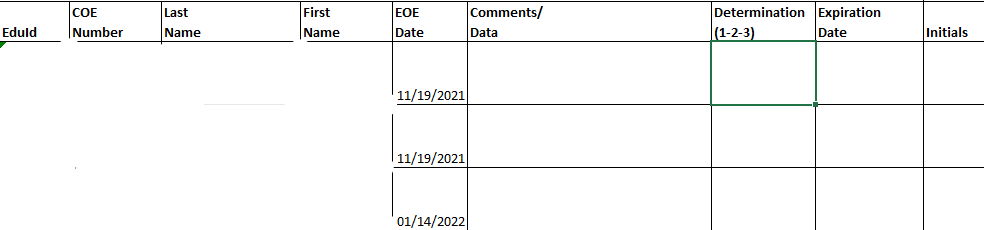 EduId COE Number Last Name First Name EOE Date Comments/ Data Determination (1-2-3) Expiration Date Initials
11/19/2021
11/19/2021
01/14/2022